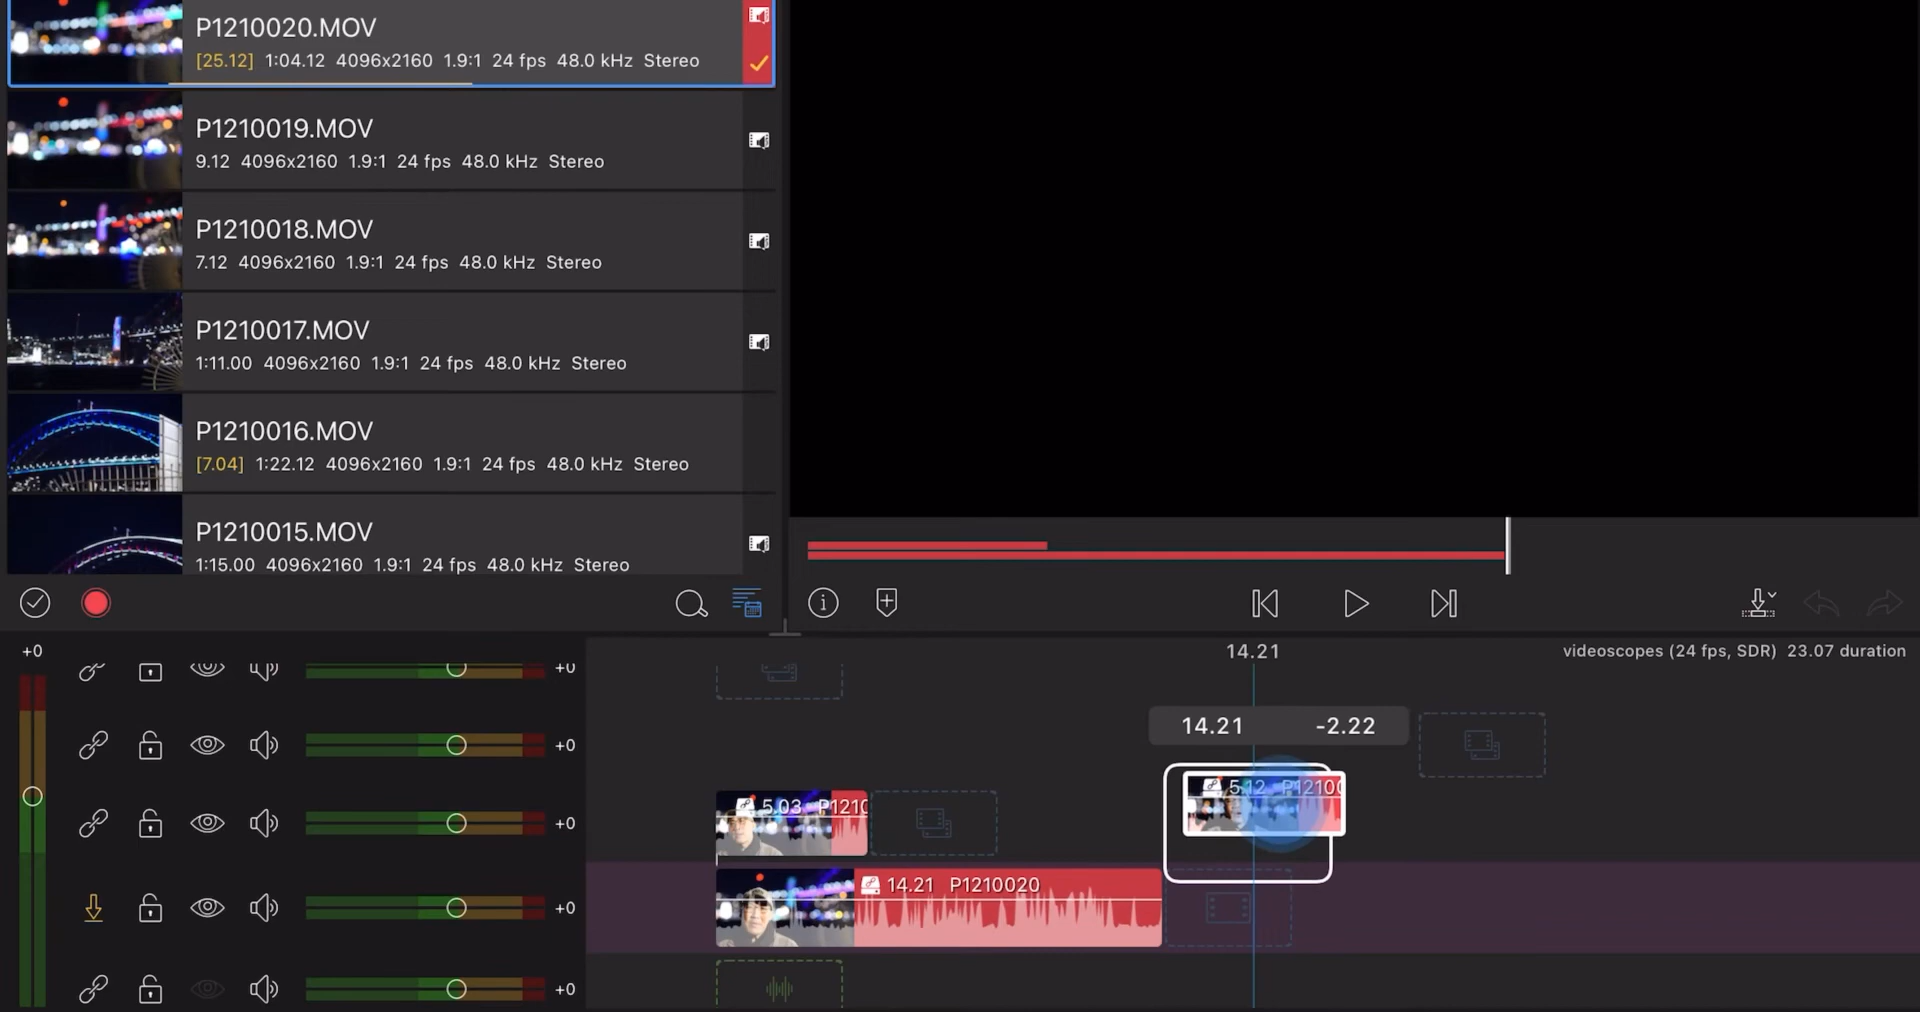 P1210020.MOV
[25.12] 1:04.12 4096x2160 1.9:1 24 fps 48.0 kHz Stereo
P1210019.MOV
9.12 4096x2160 1.9:1 24 fps 48.0 kHz Stereo
P1210018.MOV
7.12 4096x2160 1.9:1 24 fps 48.0 kHz Stereo
P1210017.MOV
1:11.00 4096x2160 1.9:1 24 fps 48.0 kHz Stereo
P1210016.MOV
[7.04] 1:22.12 4096x2160 1.9:1 24 fps 48.0 kHz Stereo
P1210015.MOV
1:15.00 4096x2160 1.9:1 24 fps 48.0 kHz Stereo
+0
14.21
videoscopes (24 fps, SDR) 23.07 duration
+0
14.21 -2.22
+0
5.12 P12100
5.03 P1210
+0
14.21 P1210020
+0
+0